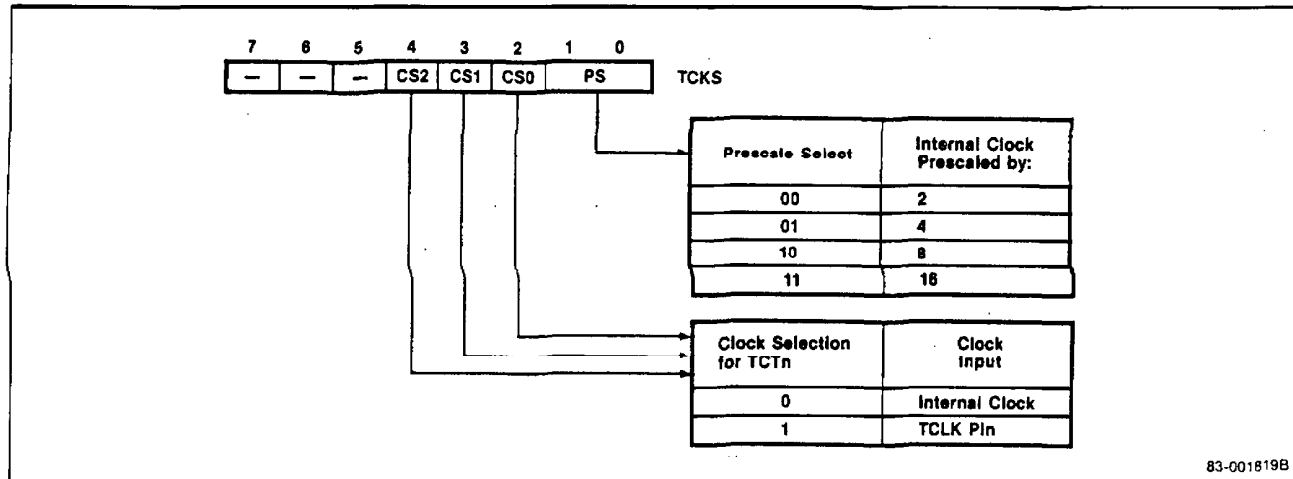 7 6 5 4 3 2 1 0
— — — CS2 CS1 CS0 PS TCKS
Prescale Select Internal Clock
Prescaled by:
00 2
01 4
10 8
11 16
Clock Selection
for TCTn
Clock
Input
0 Internal Clock
1 TCLK Pin
83-001819B